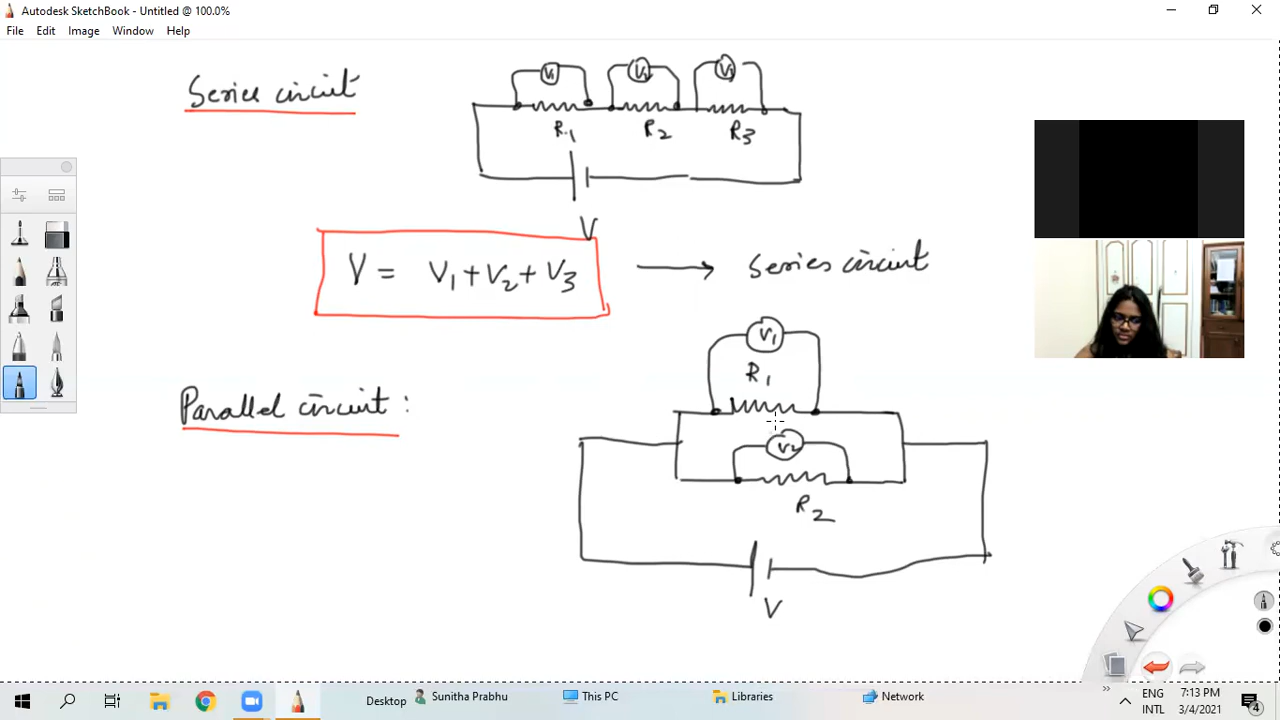 Autodesk SketchBook - Untitled @ 100.0%
File Edit Image Window Help
Series circuit
V1 V2 V3
R1 R2 R3
V
V = V1 + V2 + V3 → Series circuit
V1
R1
Parallel circuit :
V2
R2
V
Desktop Sunitha Prabhu This PC Libraries Network
ENG
INTL
7:13 PM
3/4/2021
4